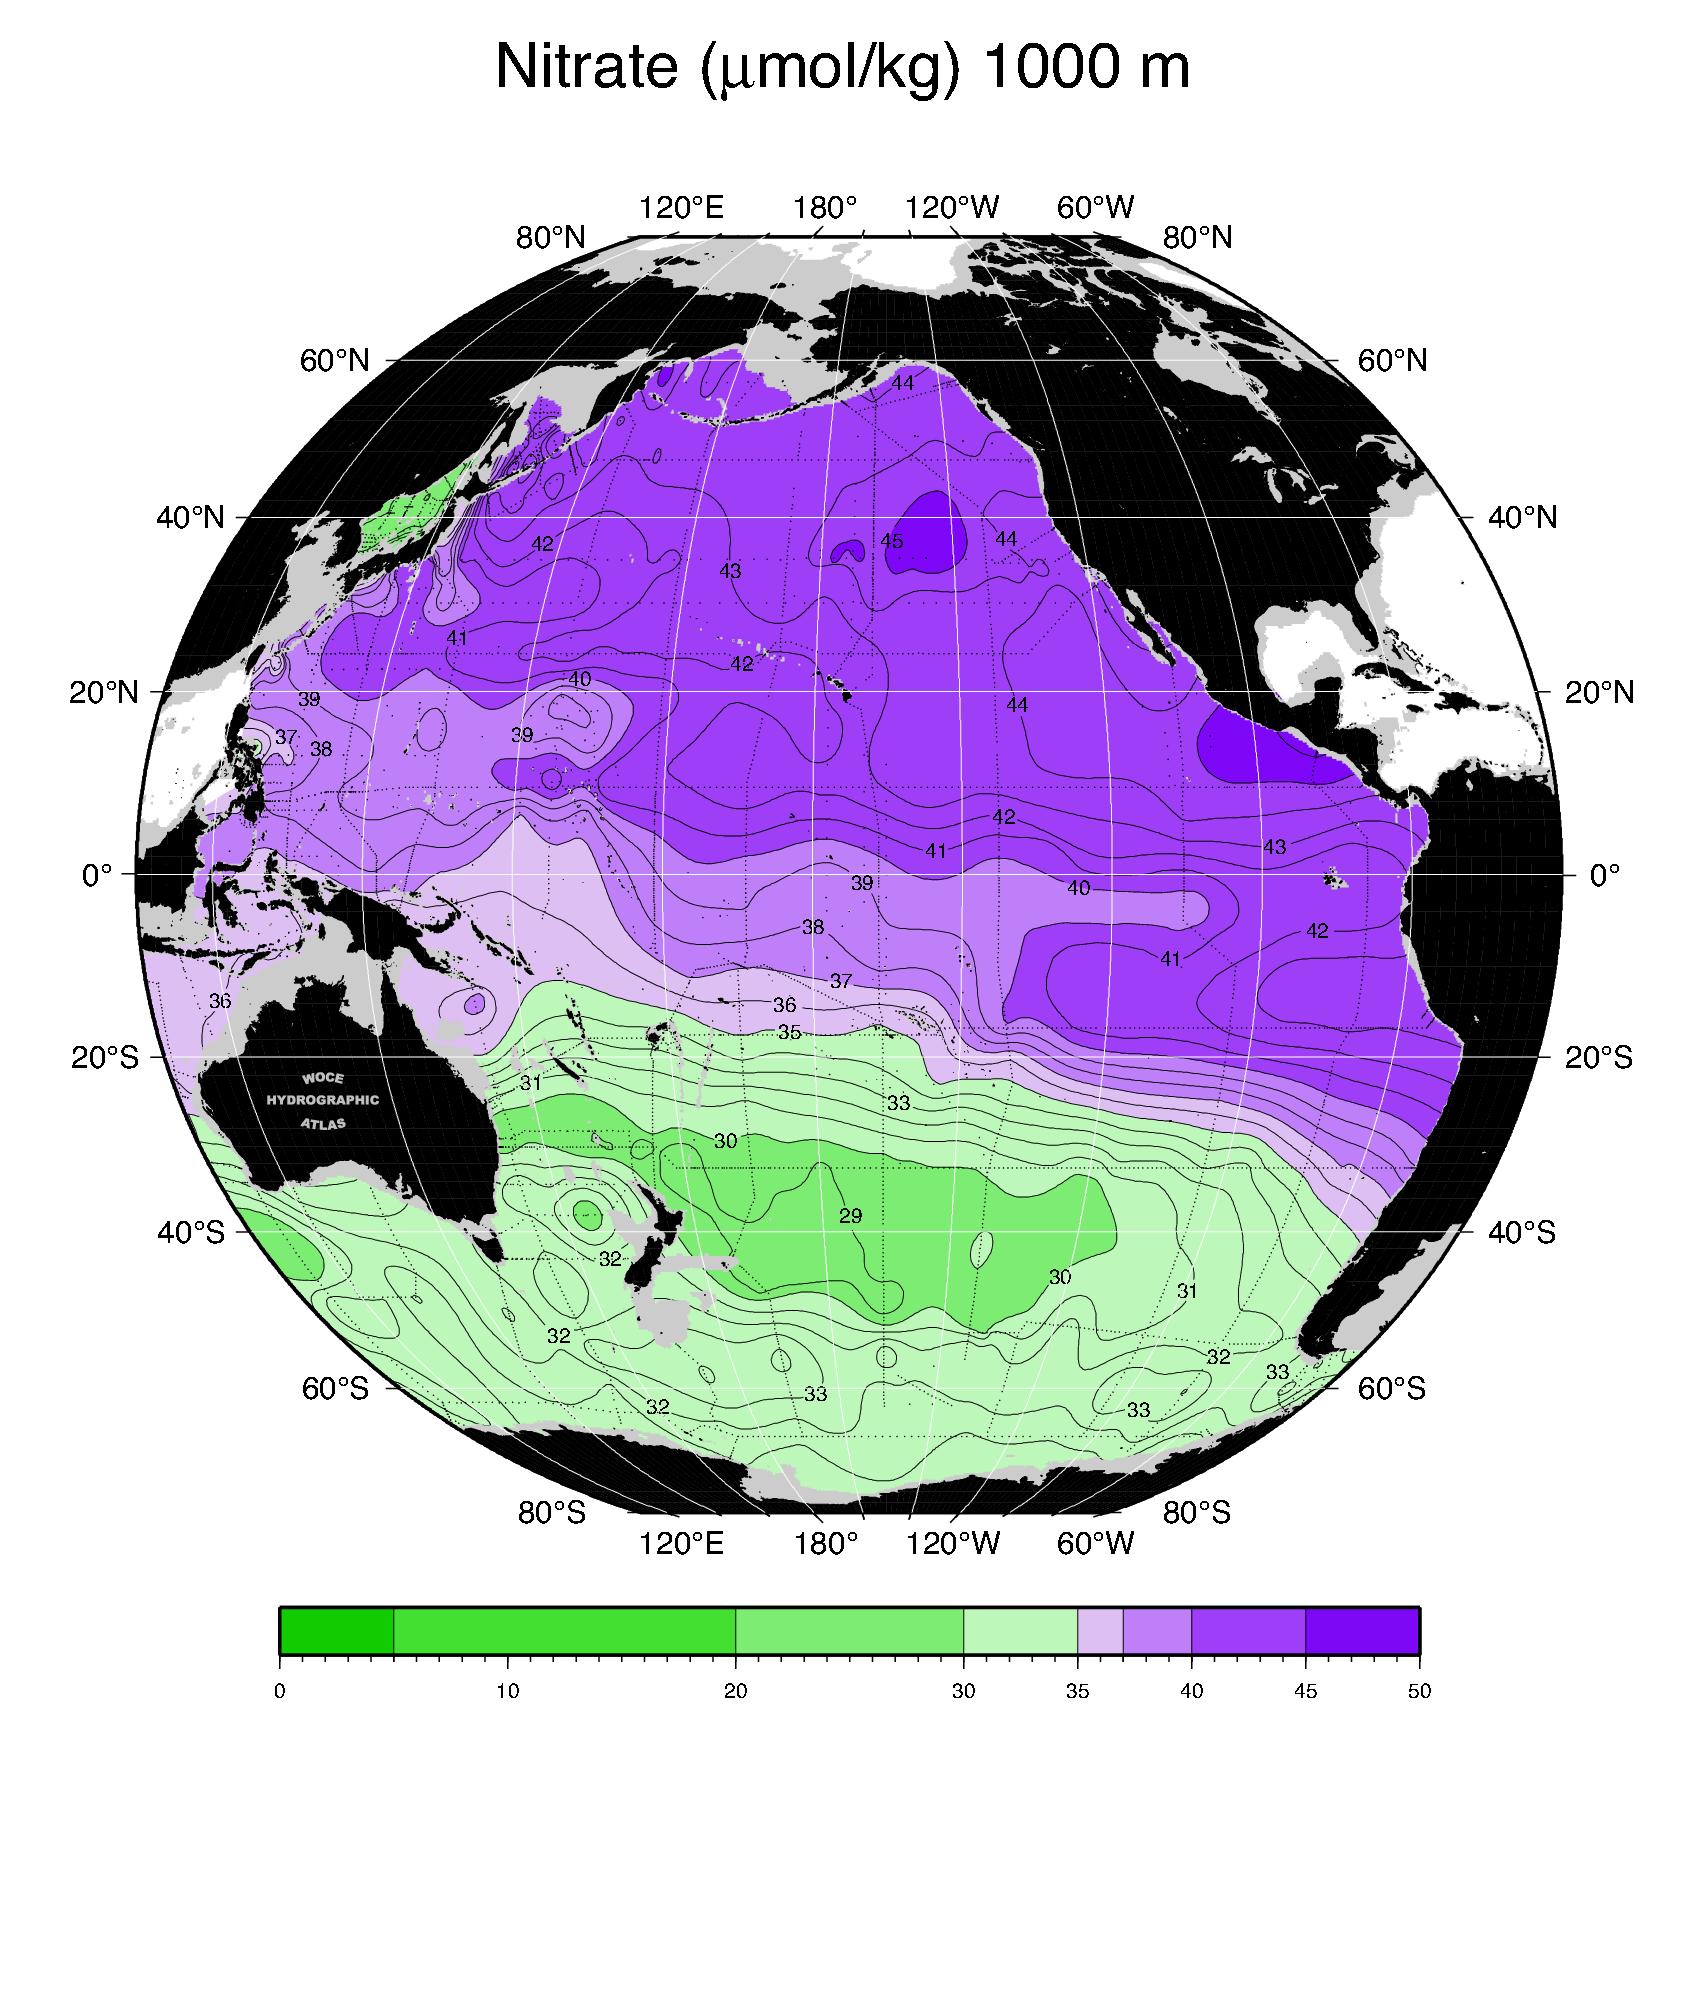 Nitrate (μmol/kg) 1000 m
120°E 180° 120°W 60°W
80°N 80°N
60°N 60°N
44
40°N 40°N
42 45 44
43
41
42
20°N 40 20°N
39 44
37 38 39
42
41 43
0° 39 40 0°
38 42
41
37
36 36
35
20°S 20°S
WOCE
HYDROGRAPHIC
ATLAS
31
33
30
29
40°S 40°S
32
30
31
32
32
33
60°S 33 60°S
32 33
80°S 80°S
120°E 180° 120°W 60°W
0 10 20 30 35 40 45 50